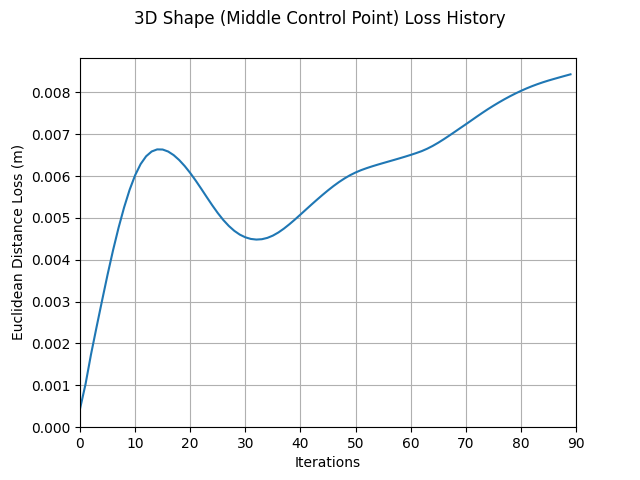 3D Shape (Middle Control Point) Loss History
Euclidean Distance Loss (m)
0.008
0.007
0.006
0.005
0.004
0.003
0.002
0.001
0.000
0 10 20 30 40 50 60 70 80 90
Iterations